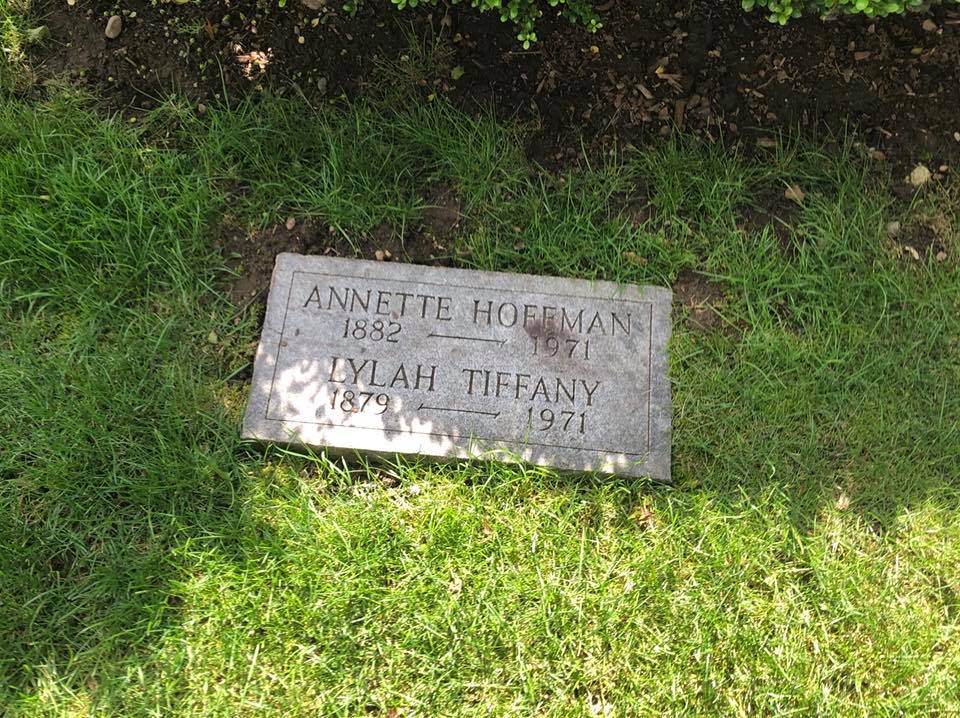 ANNETTE HOFFMAN
1882 — 1971
LYLAH TIFFANY
1879 — 1971